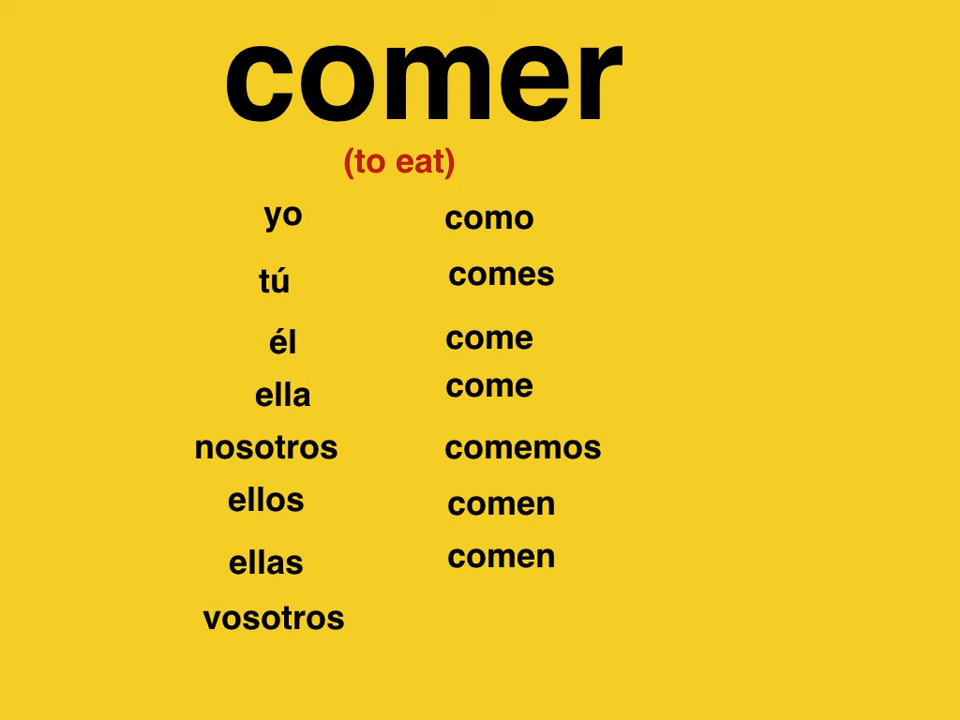 comer
(to eat)
yo como
tú comes
él come
ella come
nosotros comemos
ellos comen
ellas comen
vosotros